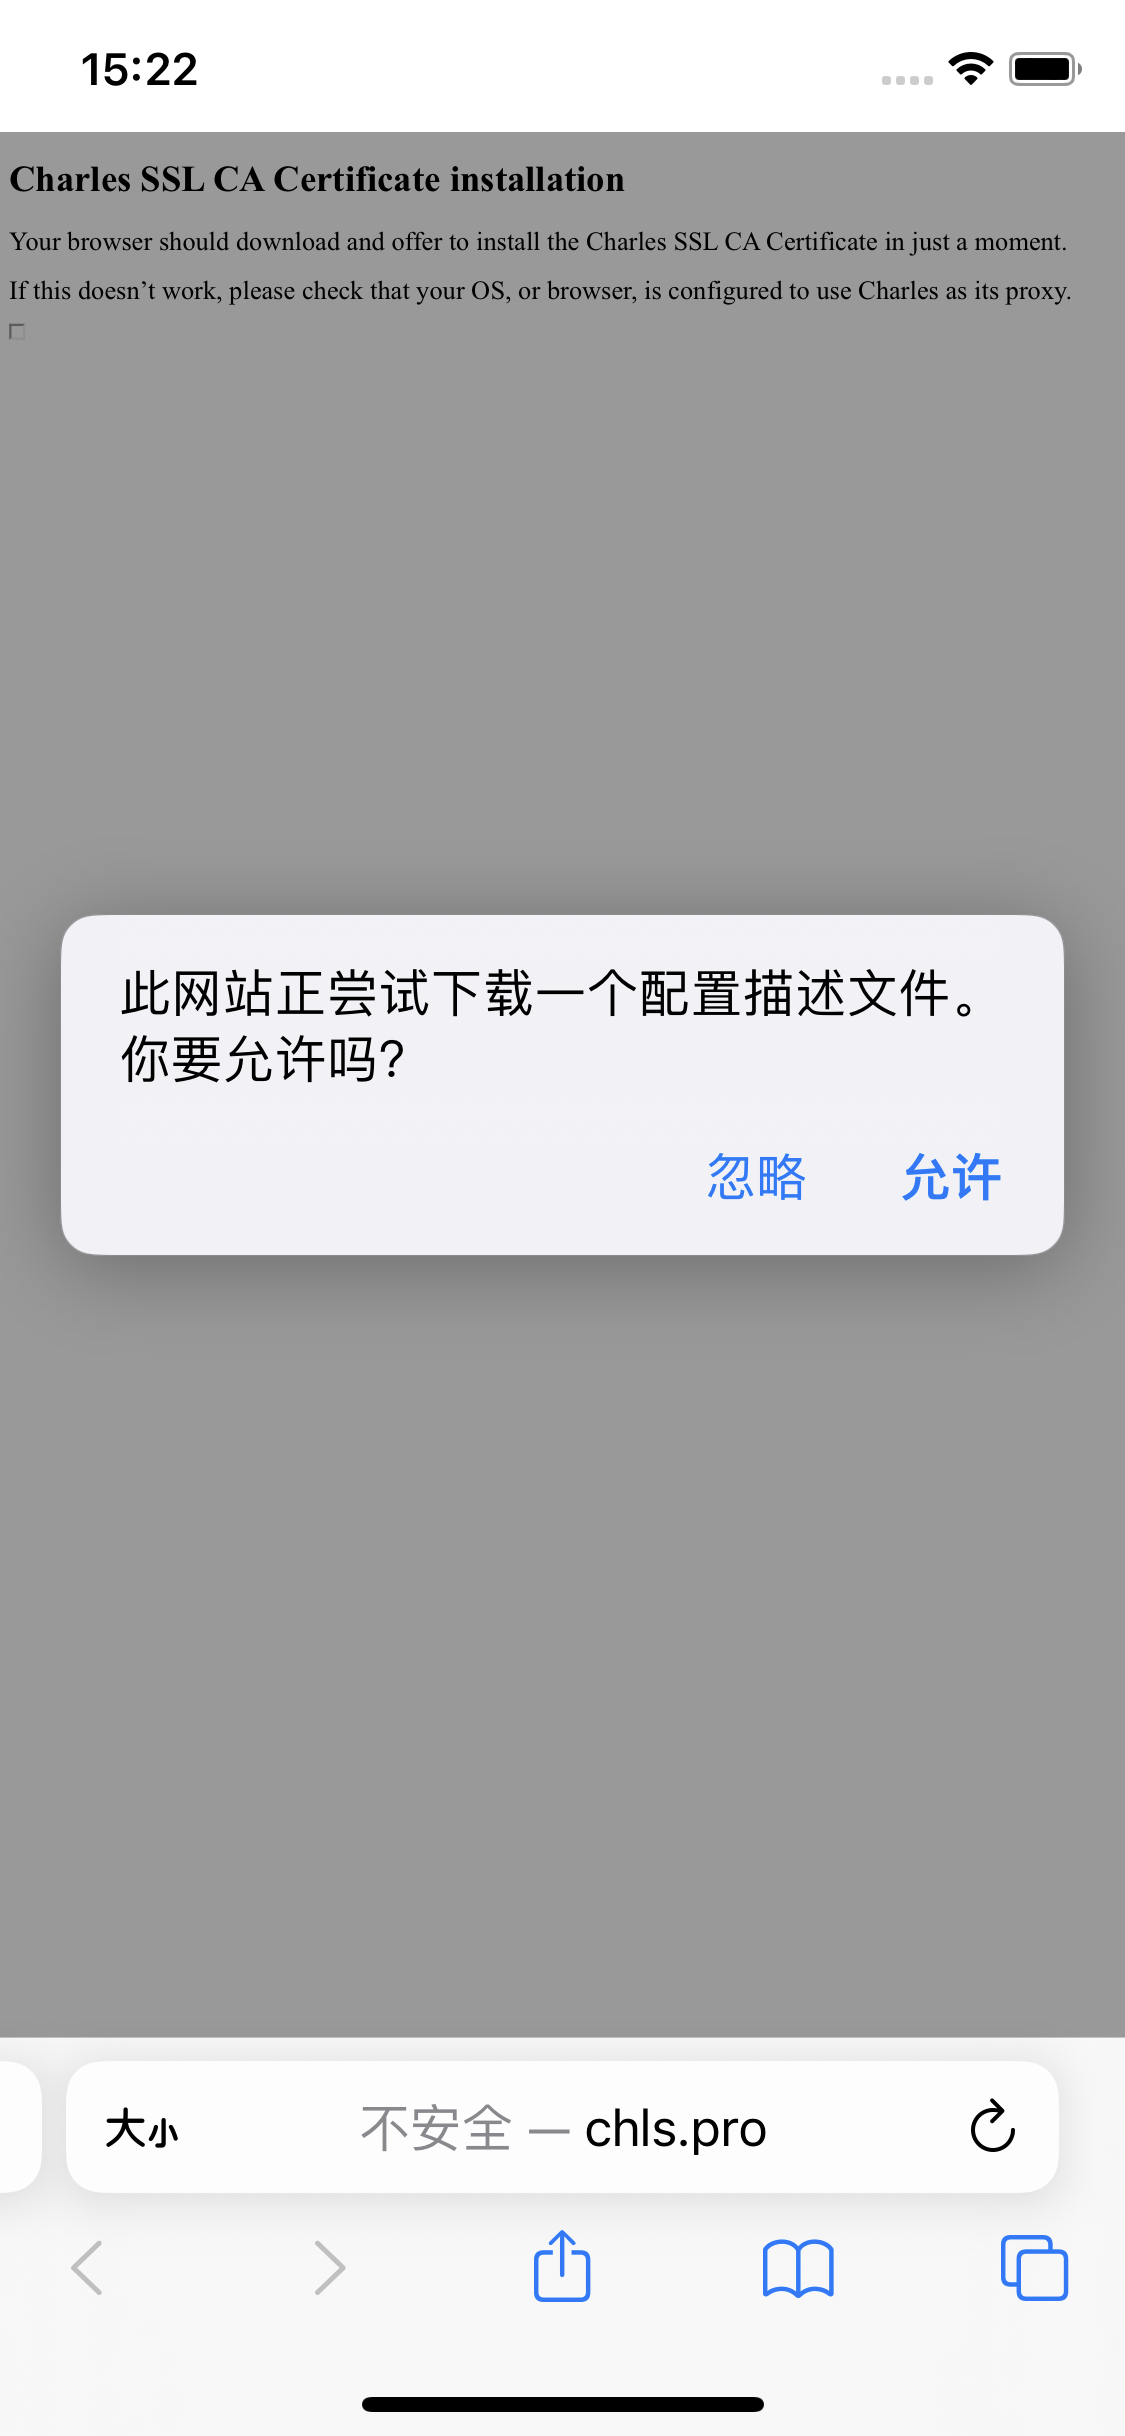 15:22
Charles SSL CA Certificate installation
Your browser should download and offer to install the Charles SSL CA Certificate in just a moment.
If this doesn’t work, please check that your OS, or browser, is configured to use Charles as its proxy.
此网站正尝试下载一个配置描述文件。
你要允许吗?
忽略 允许
大小 不安全 — chls.pro